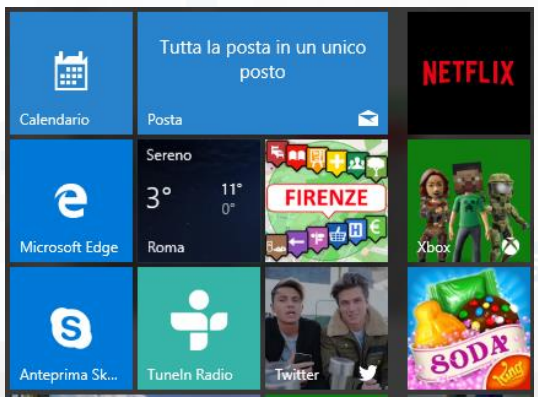 Calendario
Tutta la posta in un unico
posto
Posta
NETFLIX
Microsoft Edge
Sereno
3°
11°
0°
Roma
FIRENZE
Xbox
Anteprima Sk...
TuneIn Radio
Twitter
SODA
King